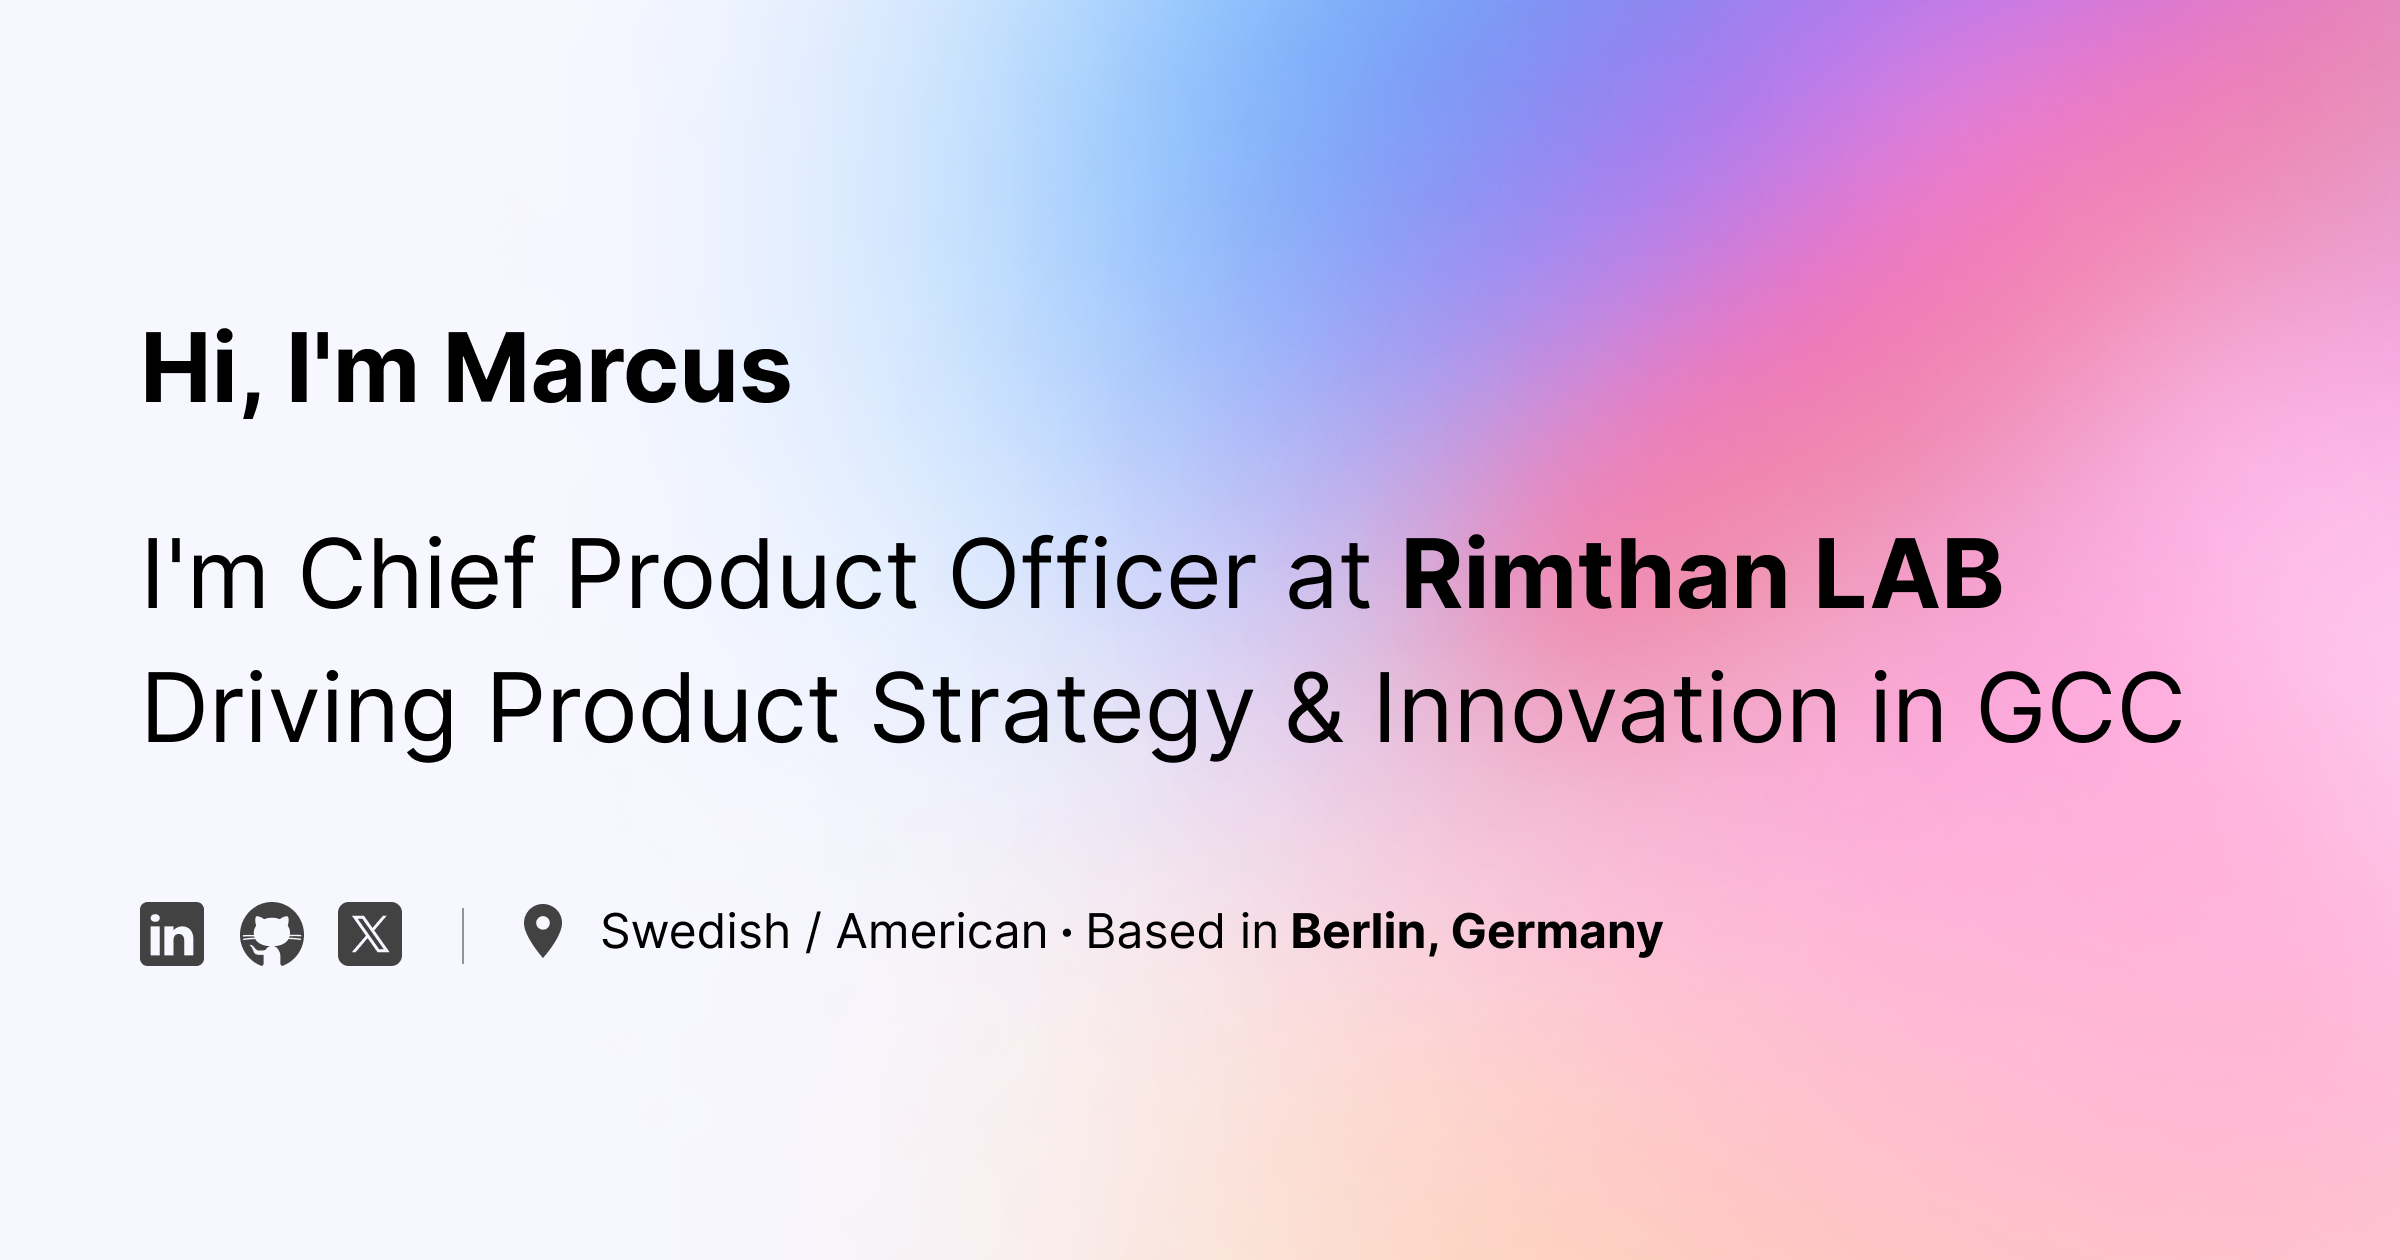 Hi, I'm Marcus
I'm Chief Product Officer at Rimthan LAB
Driving Product Strategy & Innovation in GCC
in X Swedish / American · Based in Berlin, Germany